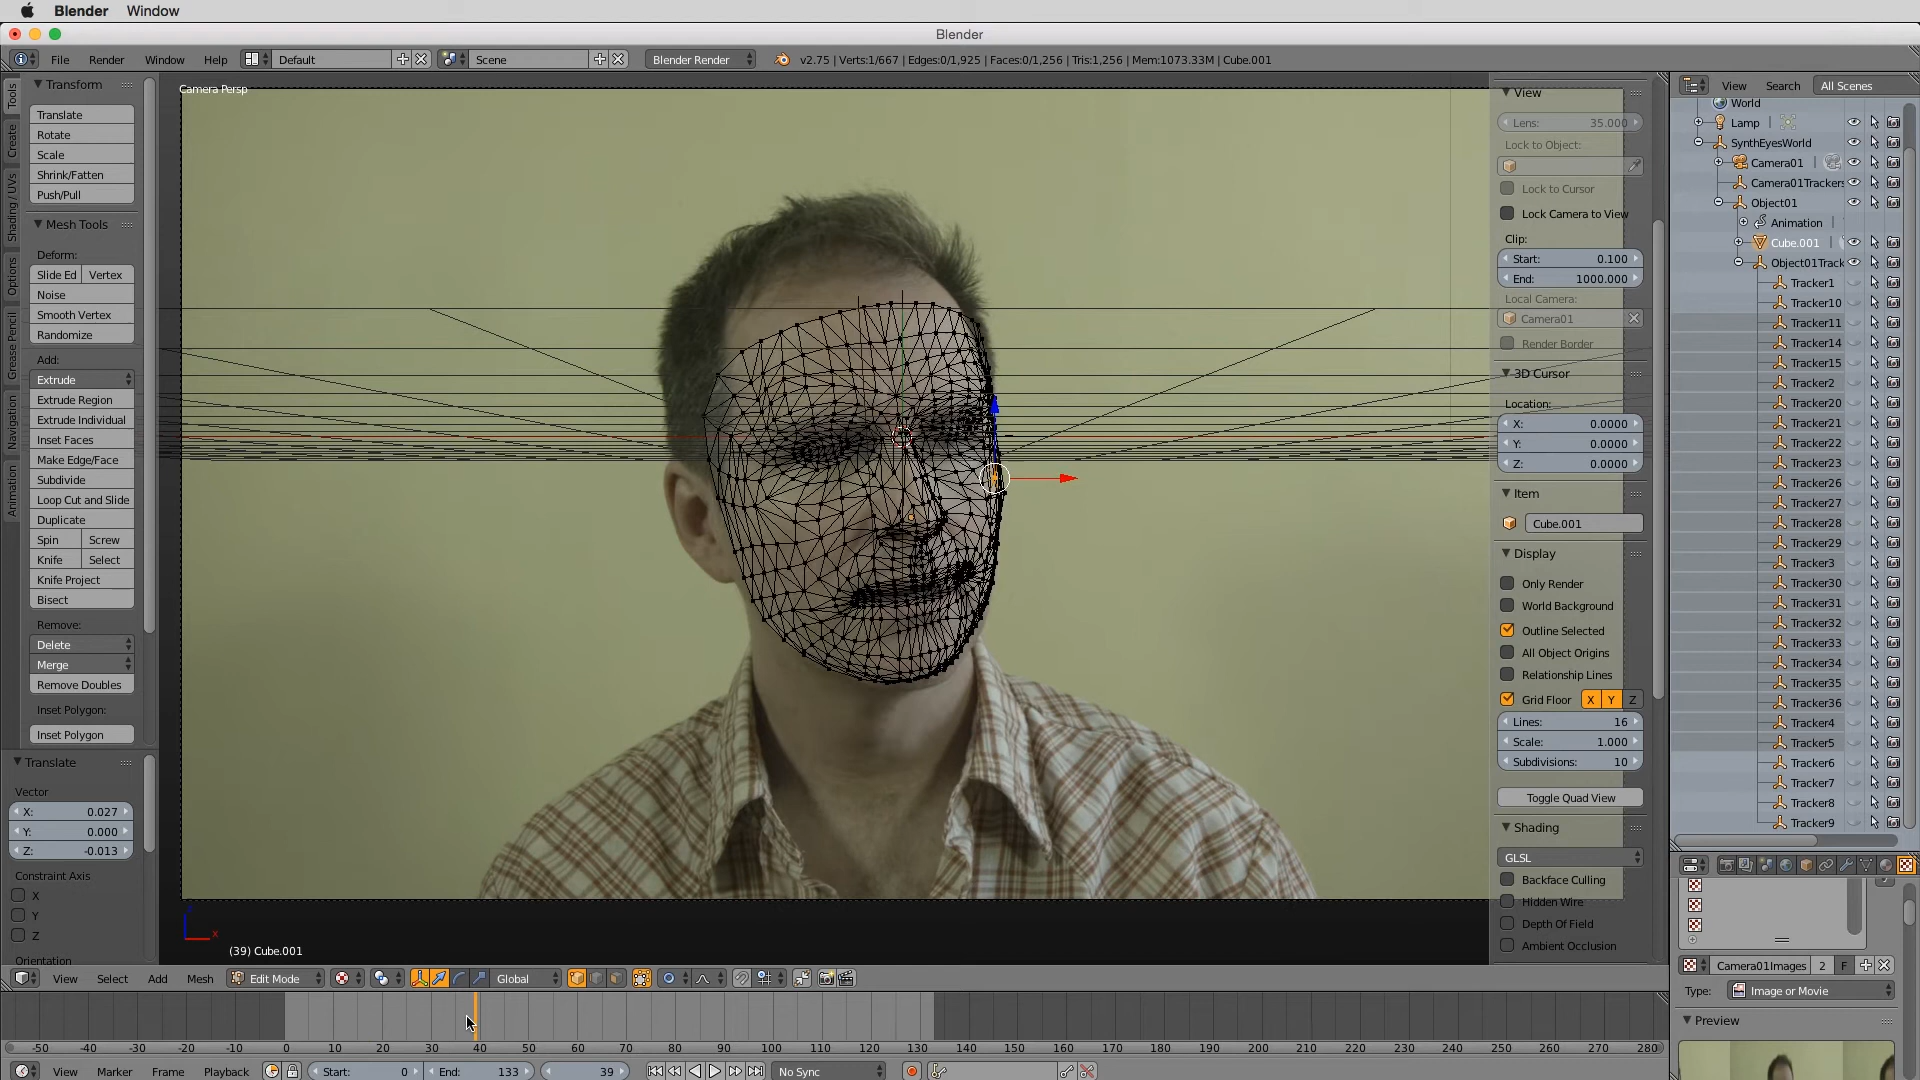 Blender Window
Blender
File Render Window Help Default Scene Blender Render v2.75 | Verts:1/667 | Edges:0/1,925 | Faces:0/1,256 | Tris:1,256 | Mem:1073.33M | Cube.001
Tools
Create
Shading / UVs
Options
Grease Pencil
Navigation
Animation
Transform
Translate
Rotate
Scale
Shrink/Fatten
Push/Pull
Mesh Tools
Deform:
Slide Ed Vertex
Noise
Smooth Vertex
Randomize
Add:
Extrude
Extrude Region
Extrude Individual
Inset Faces
Make Edge/Face
Subdivide
Loop Cut and Slide
Duplicate
Spin Screw
Knife Select
Knife Project
Bisect
Remove:
Delete
Merge
Remove Doubles
Inset Polygon:
Inset Polygon
Translate
Vector
X: 0.027
Y: 0.000
Z: -0.013
Constraint Axis
X
Y
Z
Orientation
Camera Persp
x
(39) Cube.001
View
Lens: 35.000
Lock to Object:
Lock to Cursor
Lock Camera to View
Clip:
Start: 0.100
End: 1000.000
Local Camera:
Camera01
Render Border
3D Cursor
Location:
X: 0.0000
Y: 0.0000
Z: 0.0000
Item
Cube.001
Display
Only Render
World Background
Outline Selected
All Object Origins
Relationship Lines
Grid Floor X Y Z
Lines: 16
Scale: 1.000
Subdivisions: 10
Toggle Quad View
Shading
GLSL
Backface Culling
Hidden Wire
Depth Of Field
Ambient Occlusion
View Search All Scenes
World
Lamp
SynthEyesWorld
Camera01
Camera01Trackers
Object01
Animation
Cube.001
Object01Track
Tracker1
Tracker10
Tracker11
Tracker14
Tracker15
Tracker2
Tracker20
Tracker21
Tracker22
Tracker23
Tracker26
Tracker27
Tracker28
Tracker29
Tracker3
Tracker30
Tracker31
Tracker32
Tracker33
Tracker34
Tracker35
Tracker36
Tracker4
Tracker5
Tracker6
Tracker7
Tracker8
Tracker9
Camera01Images 2 F
Type: Image or Movie
Preview
View Select Add Mesh Edit Mode Global
-50 -40 -30 -20 -10 0 10 20 30 40 50 60 70 80 90 100 110 120 130 140 150 160 170 180 190 200 210 220 230 240 250 260 270 280
View Marker Frame Playback Start: 0 End: 133 39 No Sync